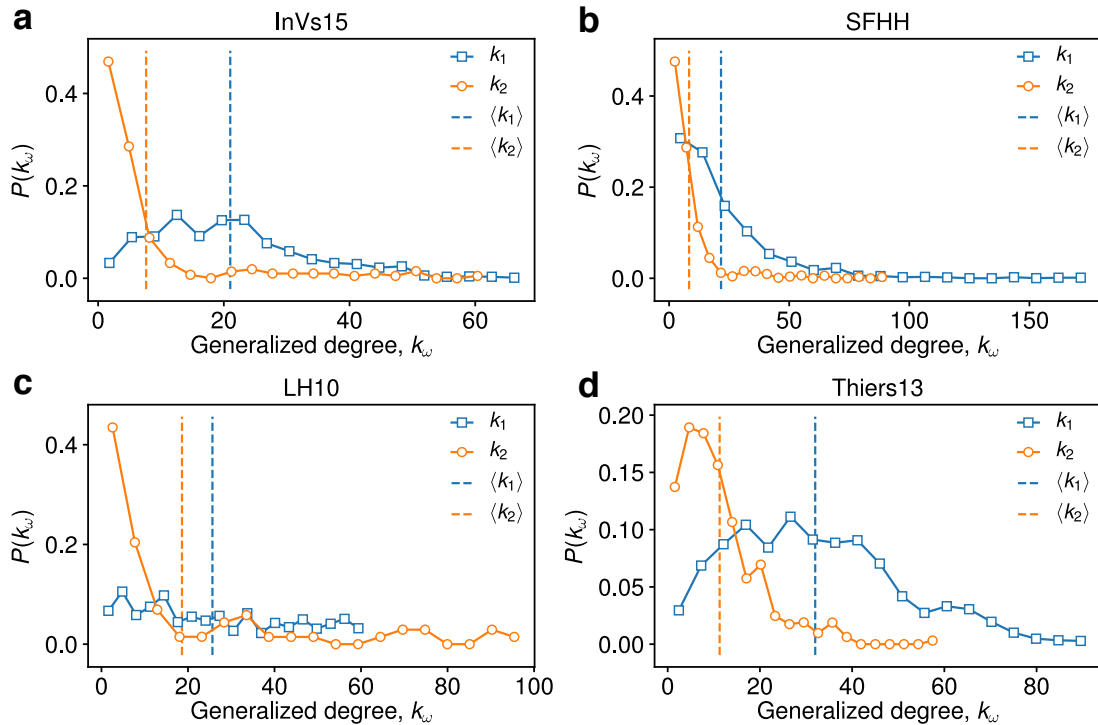 a
InVs15
k1
k2
⟨k1⟩
⟨k2⟩
P(kω)
0.4
0.2
0.0
0 20 40 60
Generalized degree, kω
b
SFHH
k1
k2
⟨k1⟩
⟨k2⟩
P(kω)
0.4
0.2
0.0
0 50 100 150
Generalized degree, kω
c
LH10
k1
k2
⟨k1⟩
⟨k2⟩
P(kω)
0.4
0.2
0.0
0 20 40 60 80 100
Generalized degree, kω
d
Thiers13
k1
k2
⟨k1⟩
⟨k2⟩
P(kω)
0.20
0.15
0.10
0.05
0.00
0 20 40 60 80
Generalized degree, kω